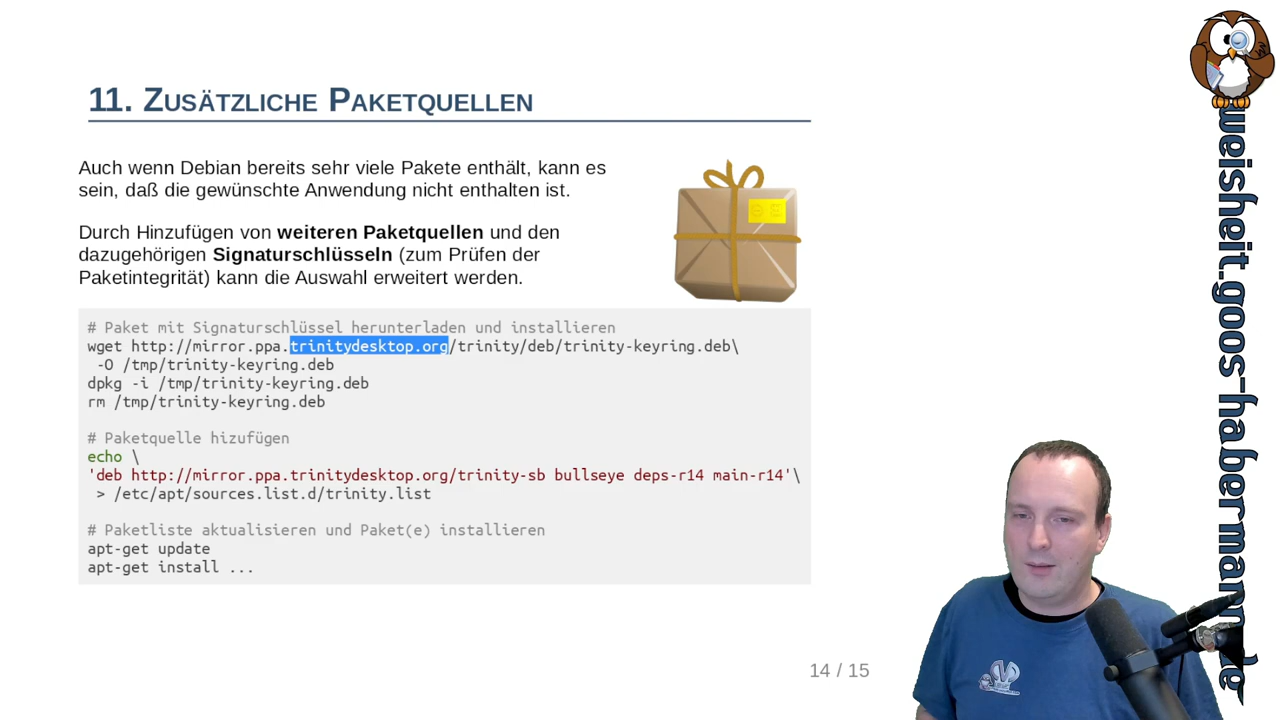 11. Zusätzliche Paketquellen
Auch wenn Debian bereits sehr viele Pakete enthält, kann es
sein, daß die gewünschte Anwendung nicht enthalten ist.
Durch Hinzufügen von weiteren Paketquellen und den
dazugehörigen Signaturschlüsseln (zum Prüfen der
Paketintegrität) kann die Auswahl erweitert werden.
# Paket mit Signaturschlüssel herunterladen und installieren
wget http://mirror.ppa.trinitydesktop.org/trinity/deb/trinity-keyring.deb\
-O /tmp/trinity-keyring.deb
dpkg -i /tmp/trinity-keyring.deb
rm /tmp/trinity-keyring.deb
# Paketquelle hizufügen
echo \
'deb http://mirror.ppa.trinitydesktop.org/trinity-sb bullseye deps-r14 main-r14'\
> /etc/apt/sources.list.d/trinity.list
# Paketliste aktualisieren und Paket(e) installieren
apt-get update
apt-get install ...
14 / 15
weisheit.goos-habermann.de